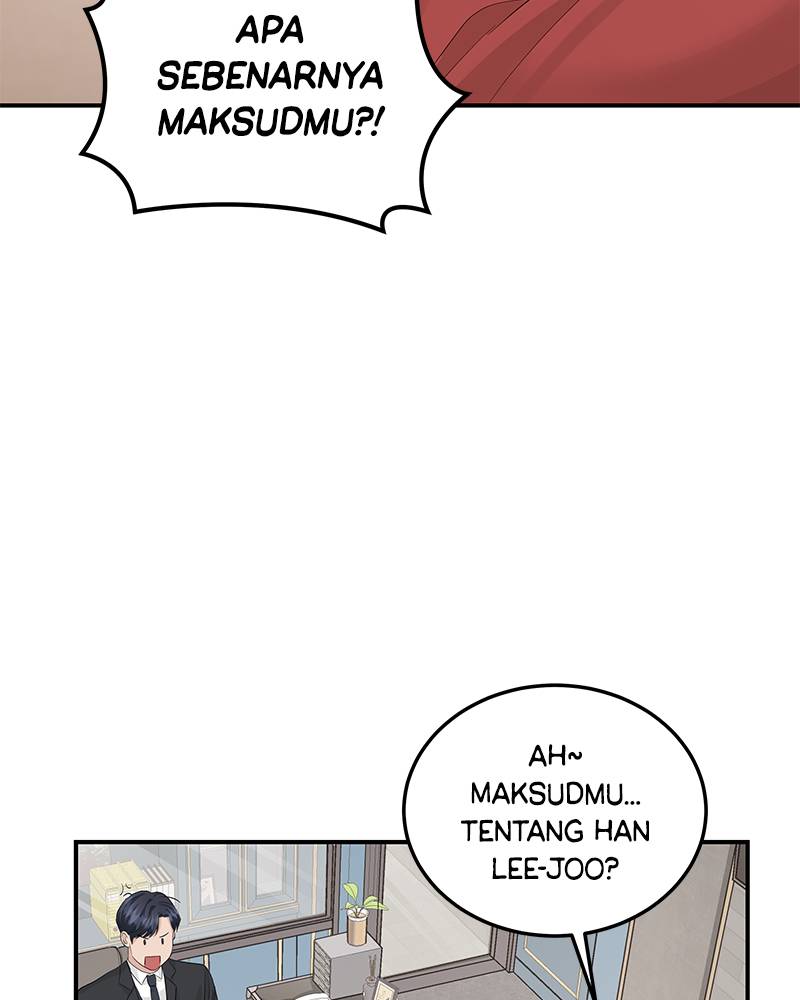 APA
SEBENARNYA
MAKSUDMU?!
AH~
MAKSUDMU...
TENTANG HAN
LEE-JOO?